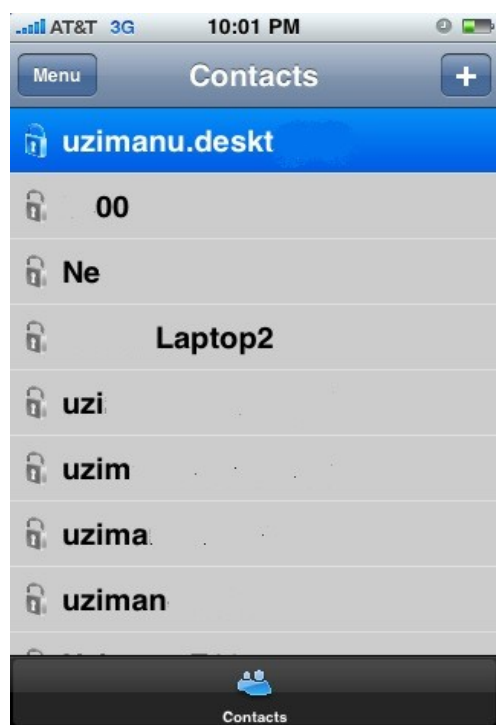 AT&T 3G 10:01 PM
Menu Contacts +
uzimanu.deskt
00
Ne
Laptop2
uzi
uzim
uzima
uziman
Contacts